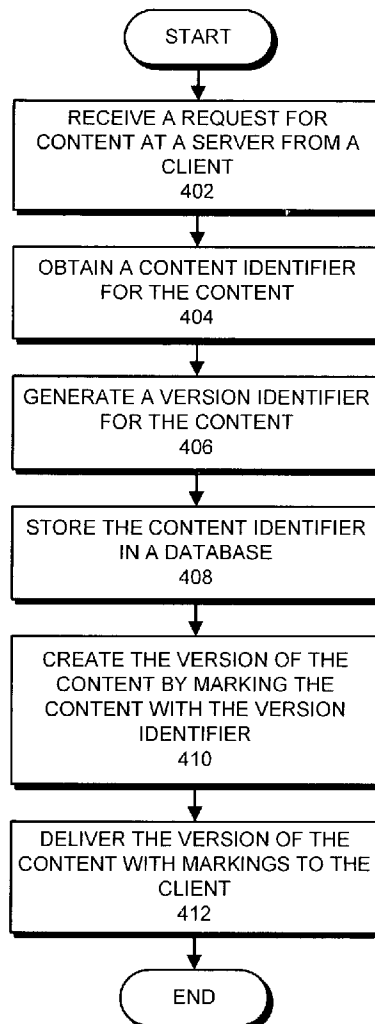 START
RECEIVE A REQUEST FOR
CONTENT AT A SERVER FROM A
CLIENT
402
OBTAIN A CONTENT IDENTIFIER
FOR THE CONTENT
404
GENERATE A VERSION IDENTIFIER
FOR THE CONTENT
406
STORE THE CONTENT IDENTIFIER
IN A DATABASE
408
CREATE THE VERSION OF THE
CONTENT BY MARKING THE
CONTENT WITH THE VERSION
IDENTIFIER
410
DELIVER THE VERSION OF THE
CONTENT WITH MARKINGS TO THE
CLIENT
412
END